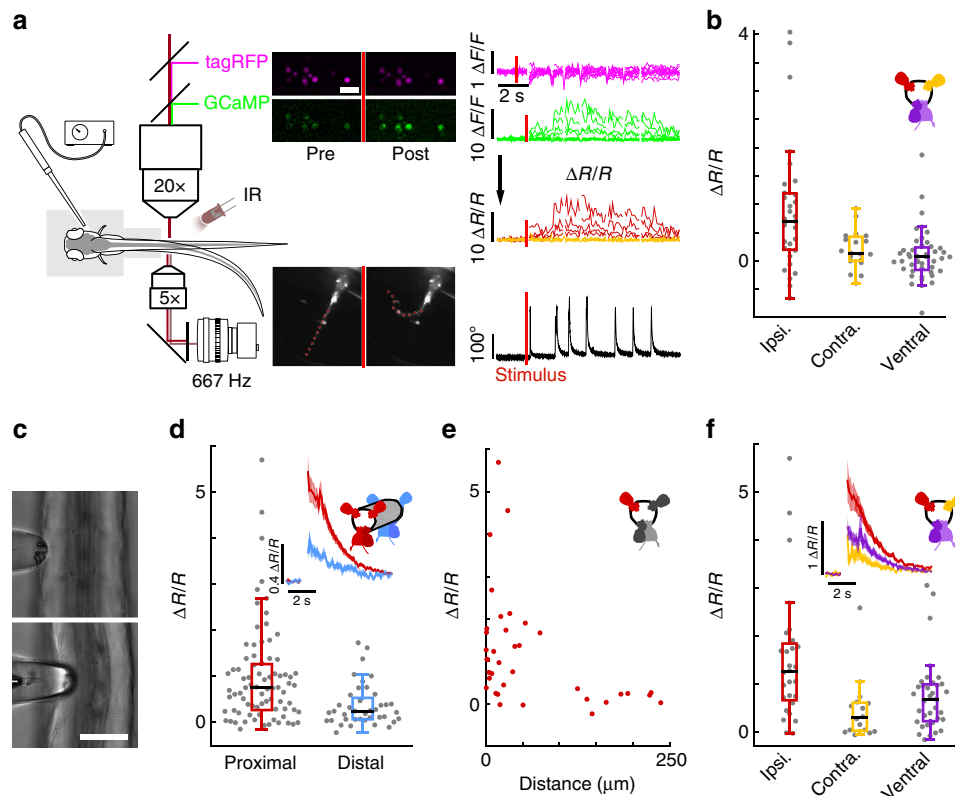 a
tagRFP
GCaMP
20×
IR
5×
667 Hz
Pre
Post
1 ΔF/F
2 s
10 ΔF/F
ΔR/R
10 ΔR/R
100°
Stimulus
b
4
0
ΔR/R
Ipsi.
Contra.
Ventral
c
d
5
0
ΔR/R
0.4 ΔR/R
2 s
Proximal
Distal
e
5
0
ΔR/R
0
250
Distance (μm)
f
5
0
ΔR/R
1 ΔR/R
2 s
Ipsi.
Contra.
Ventral